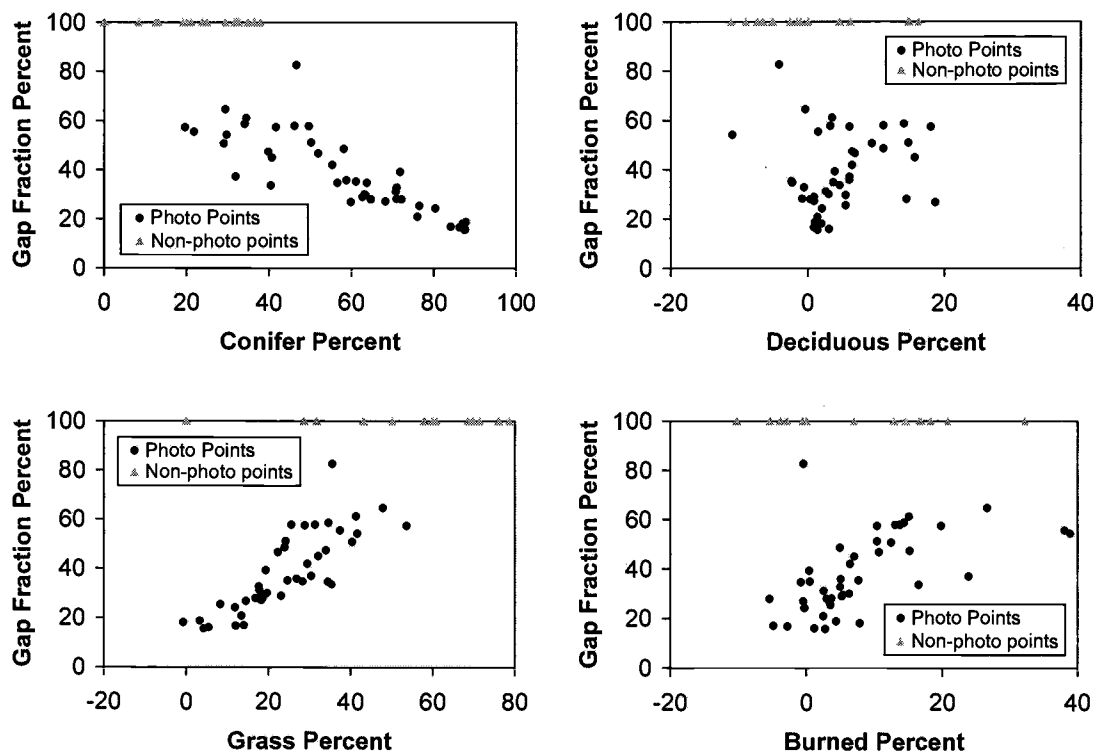 Gap Fraction Percent
100
80
60
40
20
0
Photo Points
Non-photo points
0 20 40 60 80 100
Conifer Percent
Gap Fraction Percent
100
80
60
40
20
0
Photo Points
Non-photo points
-20 0 20 40
Deciduous Percent
Gap Fraction Percent
100
80
60
40
20
0
Photo Points
Non-photo points
-20 0 20 40 60 80
Grass Percent
Gap Fraction Percent
100
80
60
40
20
0
Photo Points
Non-photo points
-20 0 20 40
Burned Percent